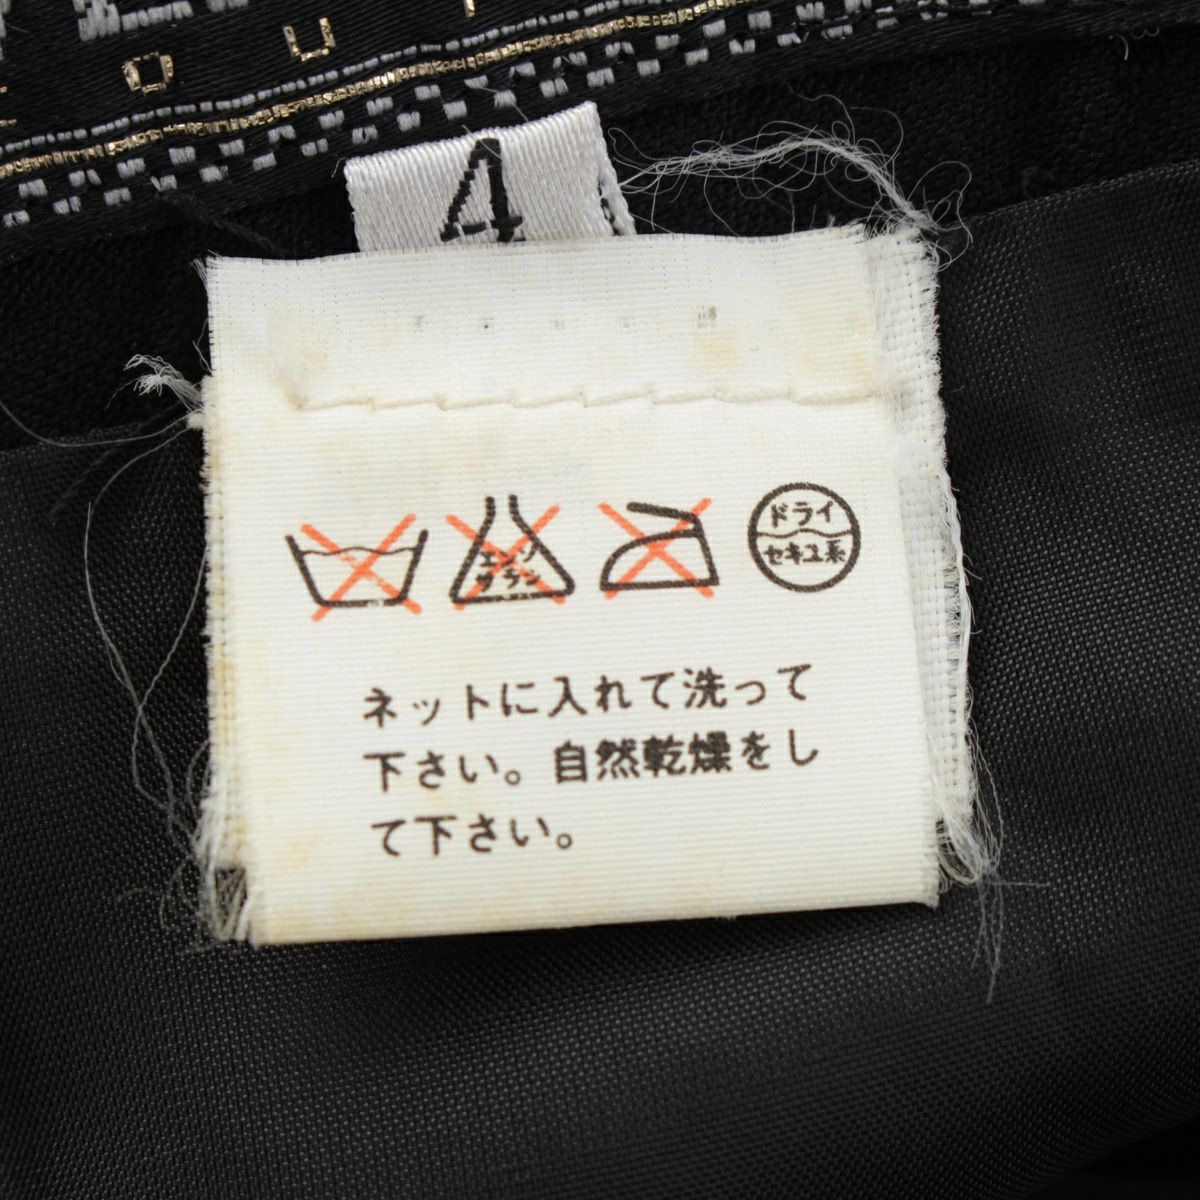 4
エンソ
サラシ
ドライ
セキユ系
ネットに入れて洗って
下さい。自然乾燥をし
て下さい。